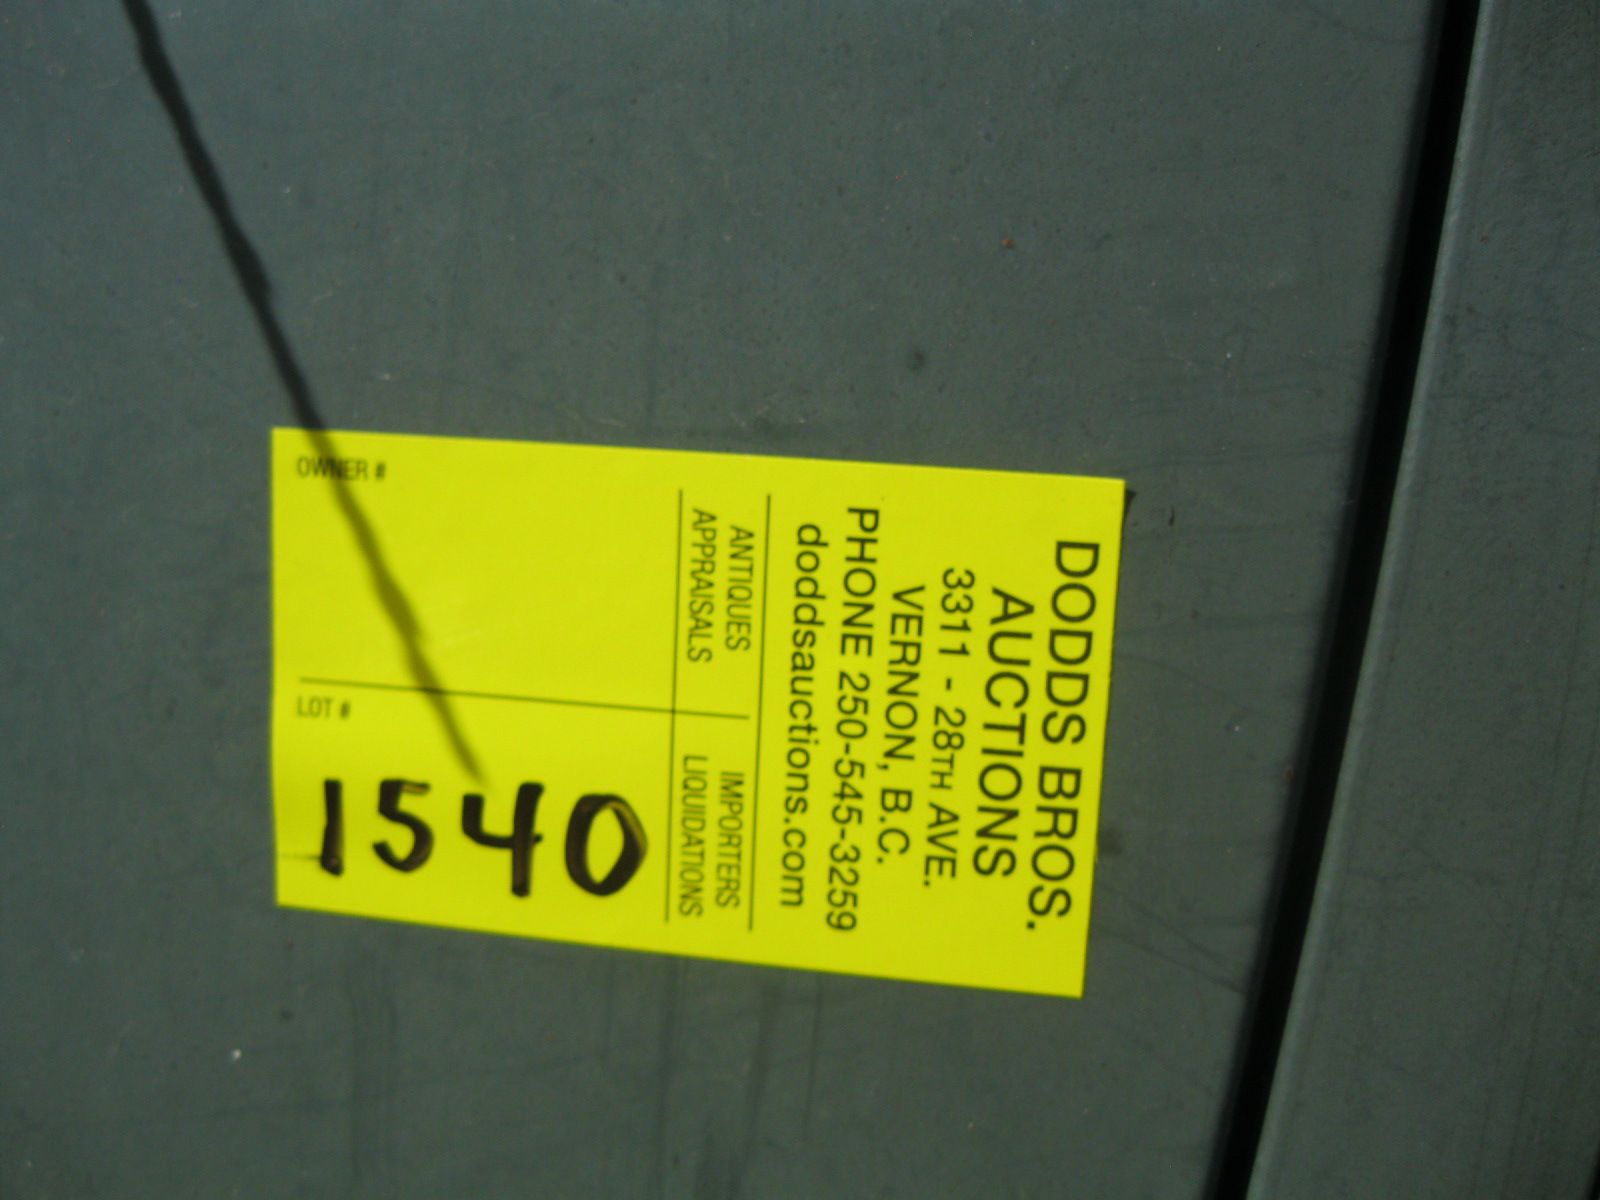 DODDS BROS.
AUCTIONS
3311 - 28TH AVE.
VERNON, B.C.
PHONE 250-545-3259
doddsauctions.com
ANTIQUES IMPORTERS
APPRAISALS LIQUIDATIONS
OWNER #
LOT #
1540